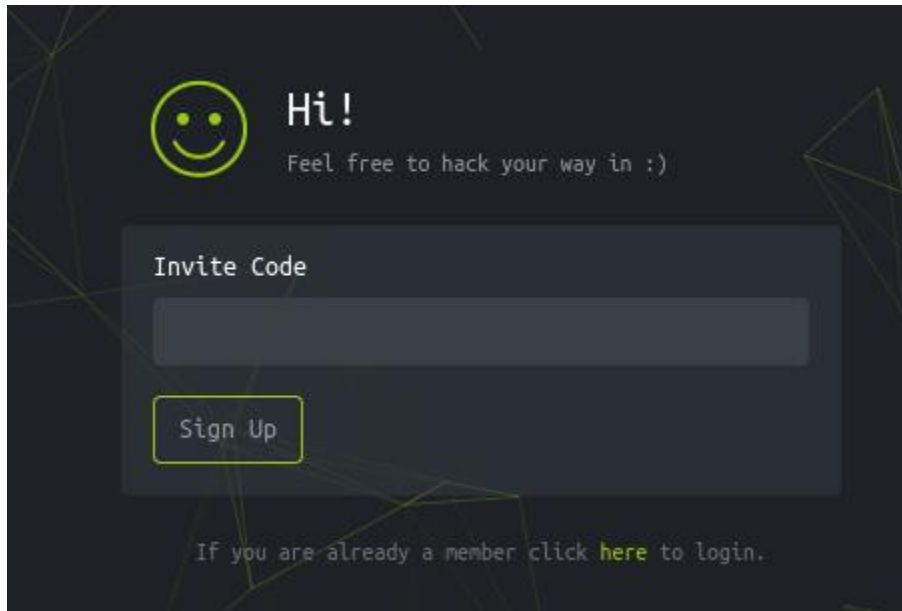 Hi!
Feel free to hack your way in :)
Invite Code
Sign Up
If you are already a member click here to login.